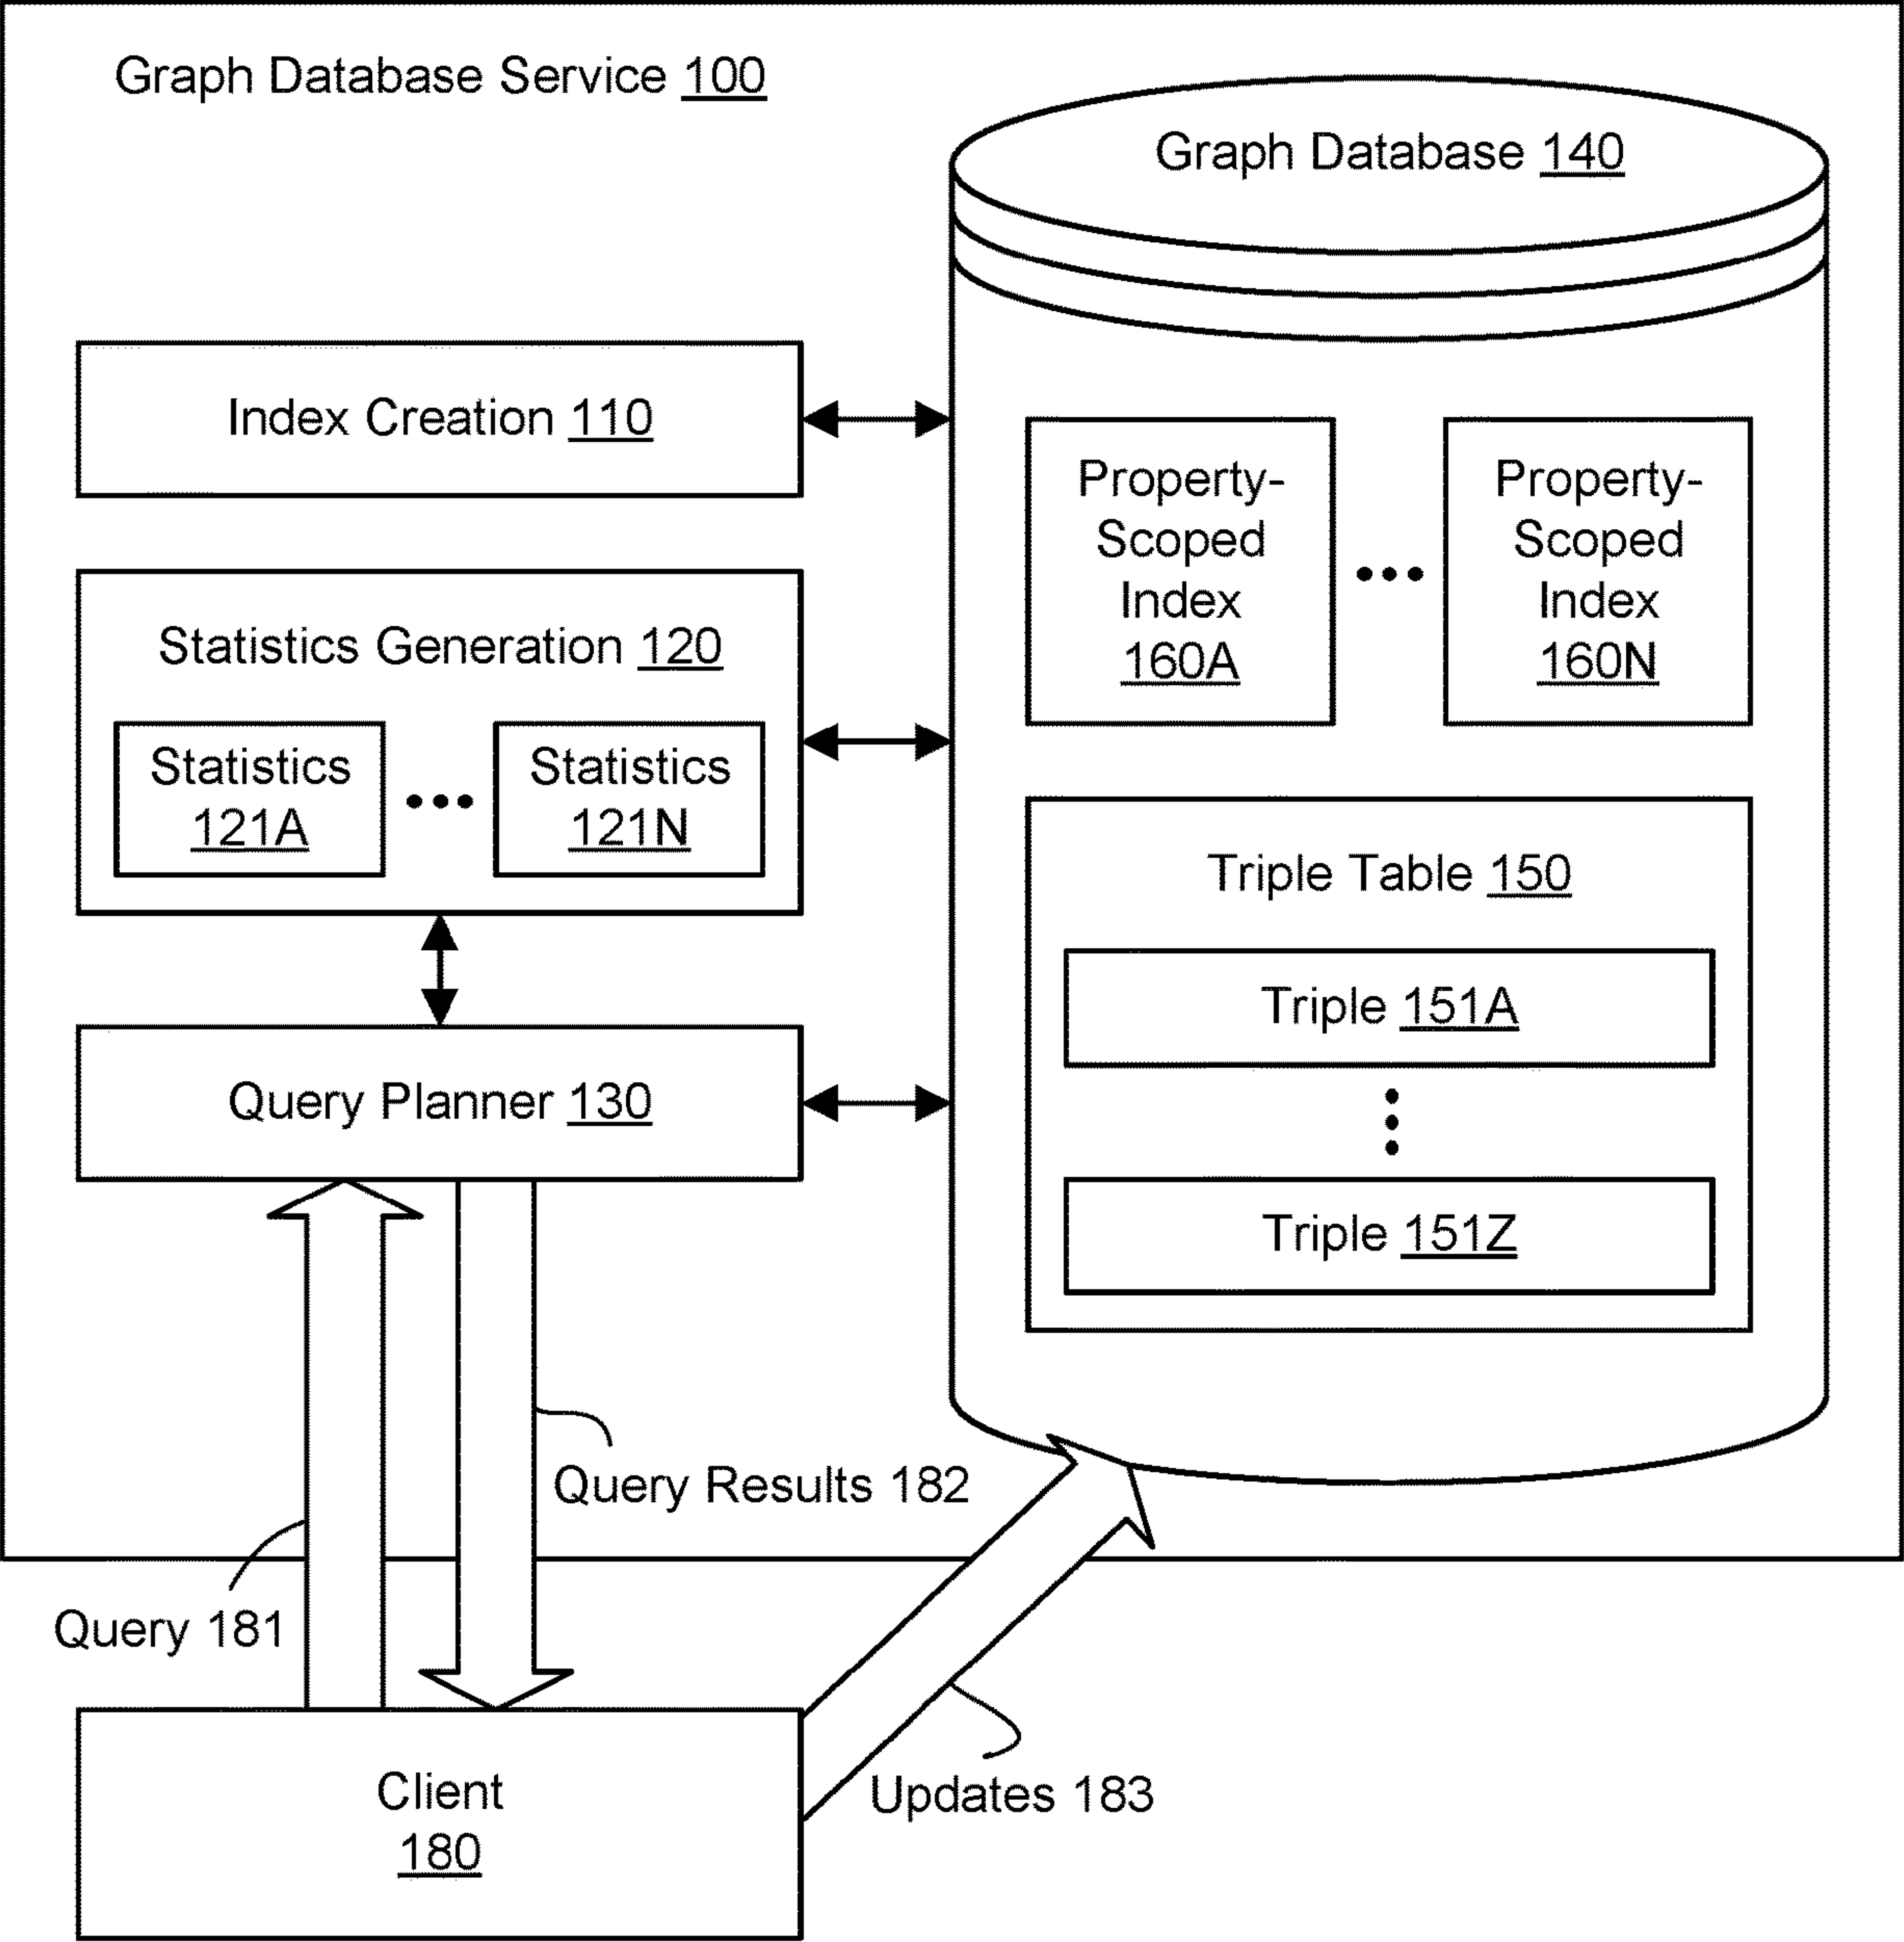 Graph Database Service 100
Graph Database 140
Index Creation 110
Property-
Scoped
Index
160A
Property-
Scoped
Index
160N
Statistics Generation 120
Statistics
121A
Statistics
121N
Triple Table 150
Triple 151A
Triple 151Z
Query Planner 130
Query Results 182
Query 181
Updates 183
Client
180